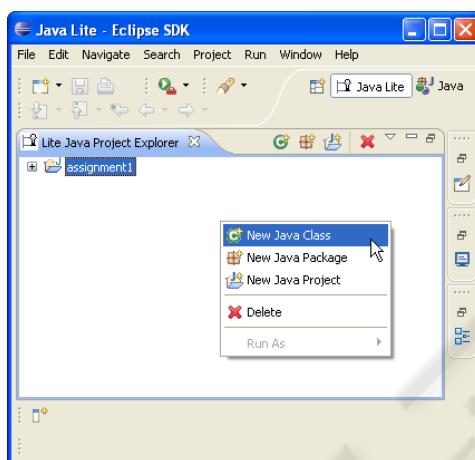 Java Lite - Eclipse SDK
File Edit Navigate Search Project Run Window Help
Java Lite Java
Lite Java Project Explorer
assignment1
New Java Class
New Java Package
New Java Project
Delete
Run As